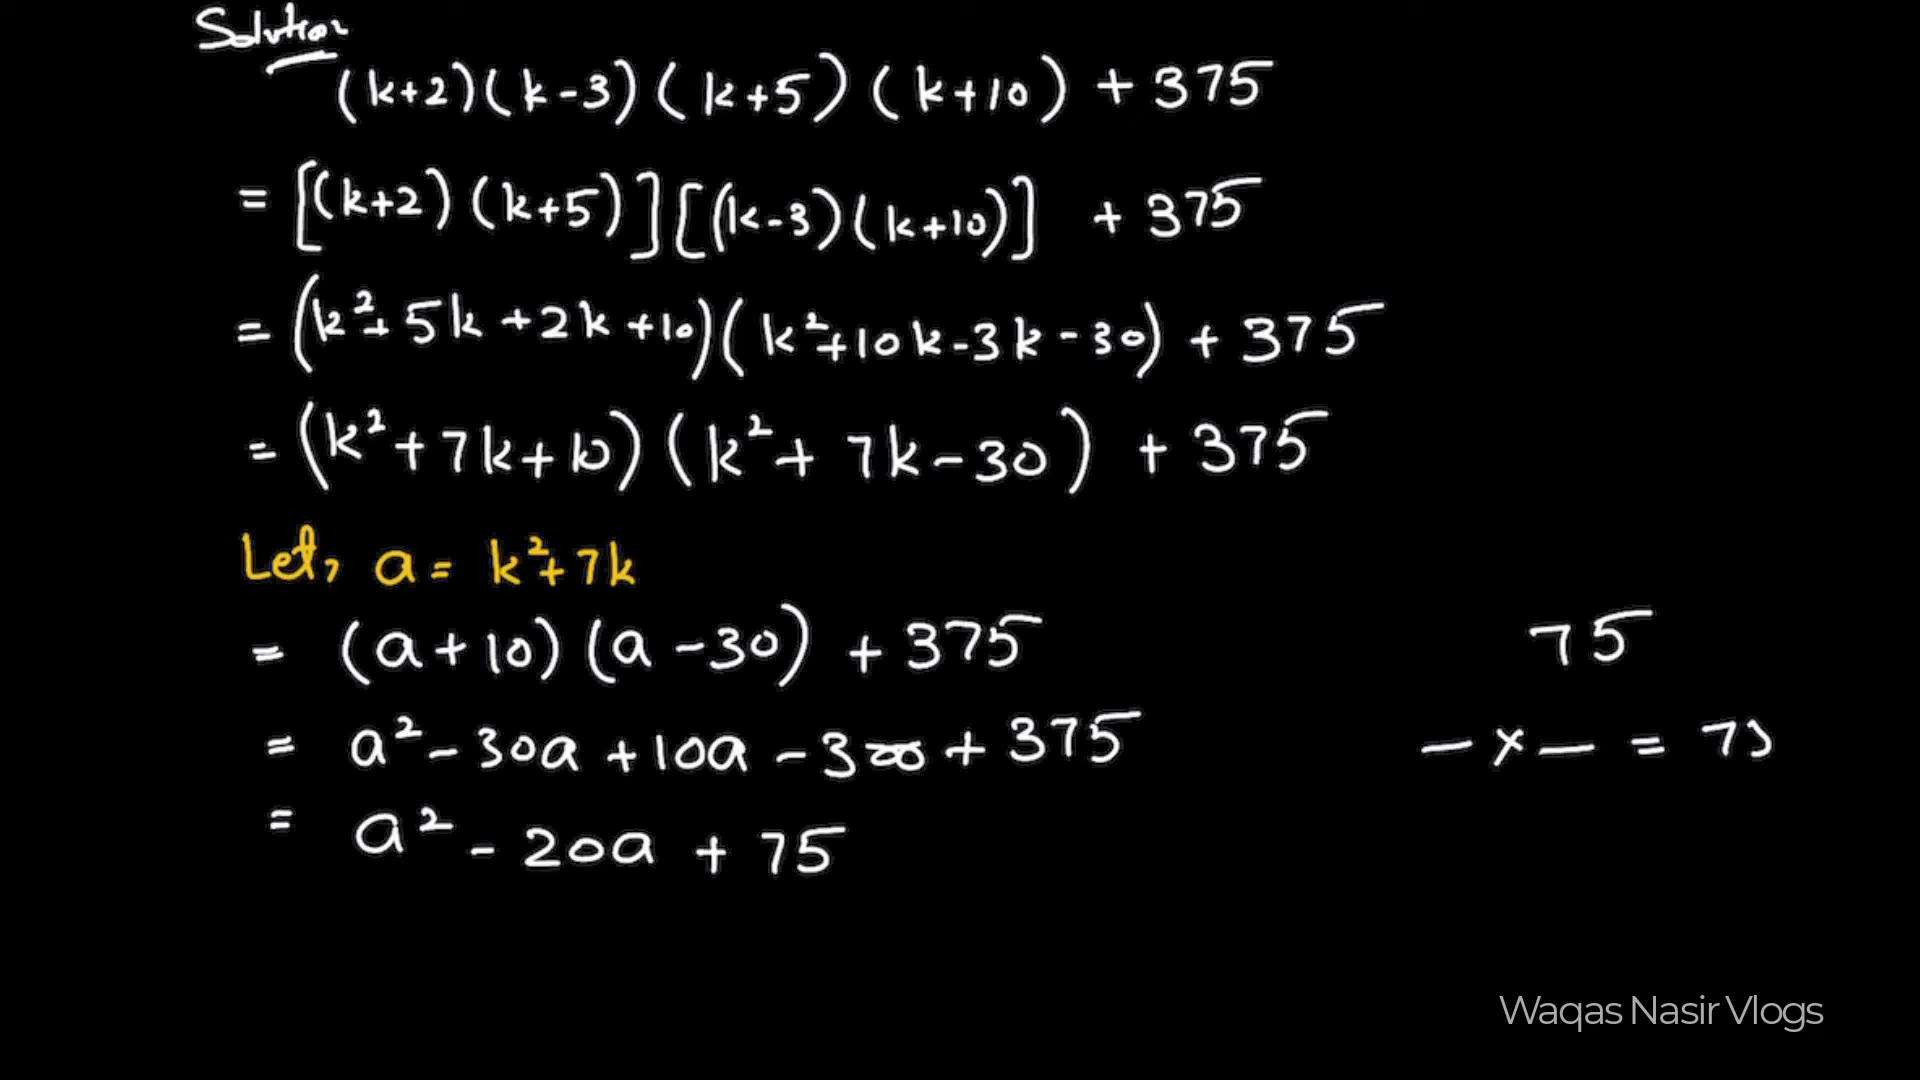 Solution
(k+2)(k-3)(k+5)(k+10) + 375
= [(k+2)(k+5)][(k-3)(k+10)] + 375
= (k²+5k+2k+10)(k²+10k-3k-30) + 375
= (k²+7k+10)(k²+7k-30) + 375
Let, a = k²+7k
= (a+10)(a-30) + 375
75
= a²-30a+10a-300+375
— × — = 75
= a²-20a+75
Waqas Nasir Vlogs